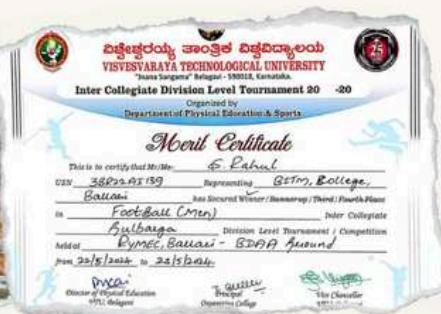 ವಿಶ್ವೇಶ್ವರಯ್ಯ ತಾಂತ್ರಿಕ ವಿಶ್ವವಿದ್ಯಾಲಯ
VISVESVARAYA TECHNOLOGICAL UNIVERSITY
"Jnana Sangama" Belagavi - 590018, Karnataka.
25
Inter Collegiate Division Level Tournament 20 -20
Organized by
Department of Physical Education & Sports
Merit Certificate
This is to certify that Mr/Ms. G. Rahul
USN 3BR22AI139 Representing BITM, College,
Ballari has Secured Winner / Runnerup / Third / Fourth Place
in FootBall (Men) Inter Collegiate
Gulbarga Division Level Tournament / Competition
held at RYMEC, Ballari - BDAA Ground
from 22/5/2024 to 23/5/2024.
Director of Physical Education
VTU, Belagavi
Principal
Organizing College
Vice Chancellor